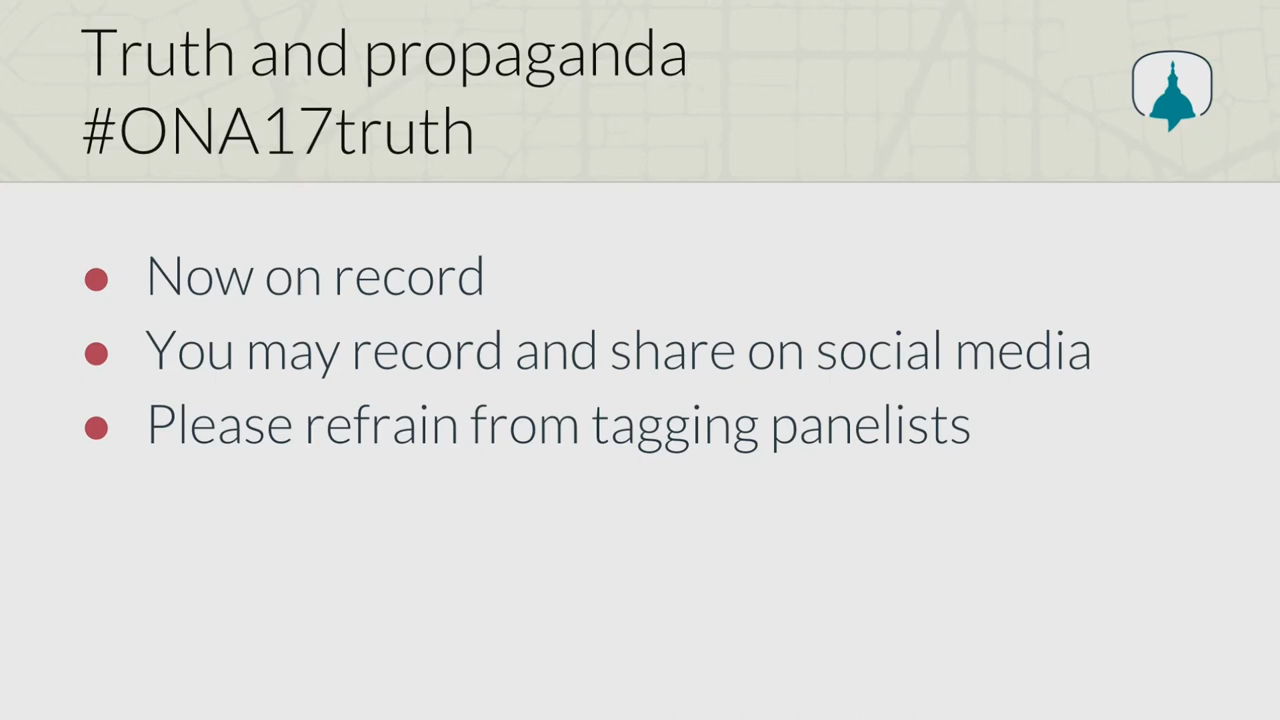 Truth and propaganda
#ONA17truth
● Now on record
● You may record and share on social media
● Please refrain from tagging panelists